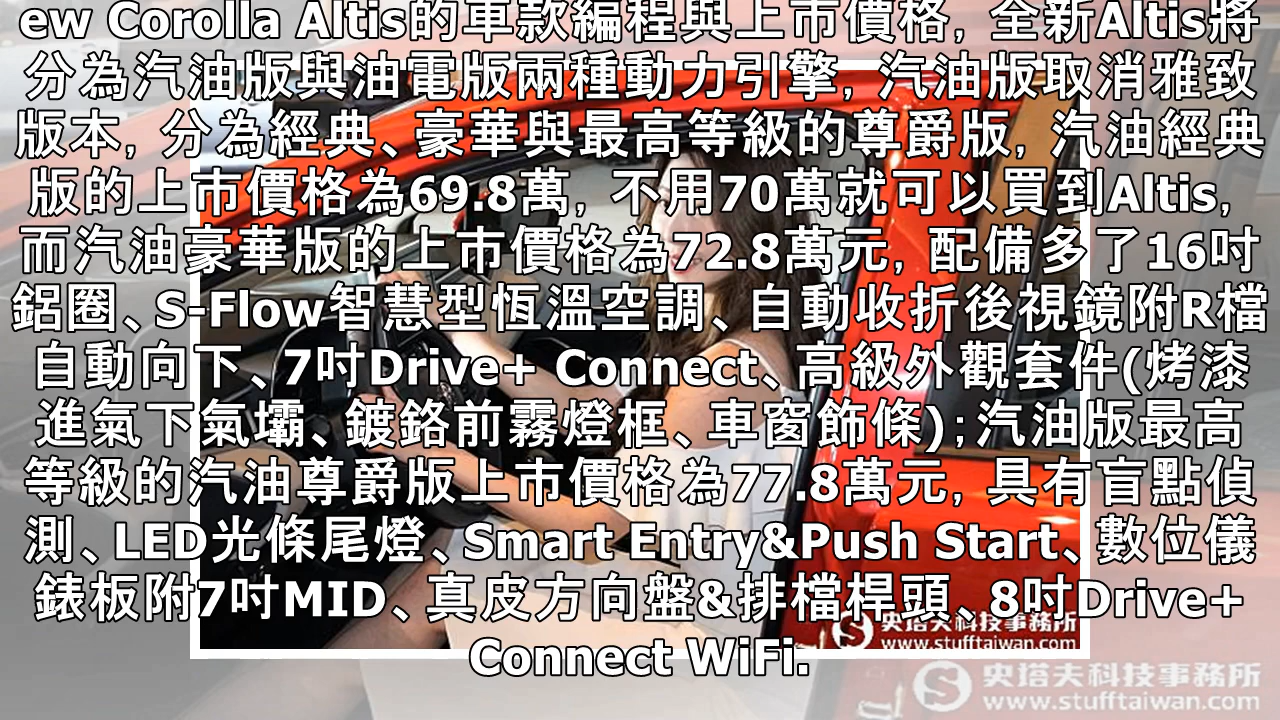 ew Corolla Altis的車款編程與上市價格, 全新Altis將
分為汽油版與油電版兩種動力引擎, 汽油版取消雅致
版本, 分為經典、豪華與最高等級的尊爵版, 汽油經典
版的上市價格為69.8萬, 不用70萬就可以買到Altis,
而汽油豪華版的上市價格為72.8萬元, 配備多了16吋
鋁圈、S-Flow智慧型恆溫空調、自動收折後視鏡附R檔
自動向下、7吋Drive+ Connect、高級外觀套件(烤漆
進氣下氣壩、鍍鉻前霧燈框、車窗飾條);汽油版最高
等級的汽油尊爵版上市價格為77.8萬元, 具有盲點偵
測、LED光條尾燈、Smart Entry&Push Start、數位儀
錶板附7吋MID、真皮方向盤&排檔桿頭、8吋Drive+
Connect WiFi.
史塔夫科技事務所
www.stufftaiwan.com
史塔夫科技事務所
www.stufftaiwan.com